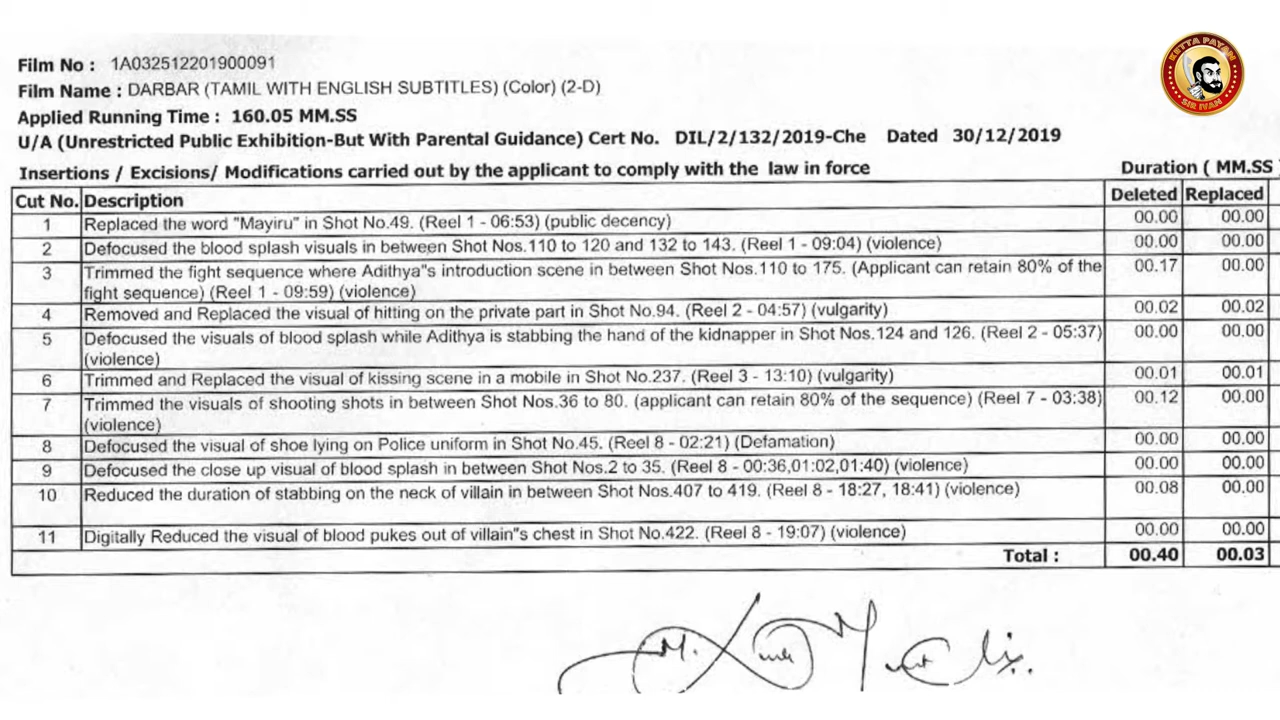 KETTA PAYAN
SIR IVAN
Film No : 1A032512201900091
Film Name : DARBAR (TAMIL WITH ENGLISH SUBTITLES) (Color) (2-D)
Applied Running Time : 160.05 MM.SS
U/A (Unrestricted Public Exhibition-But With Parental Guidance) Cert No. DIL/2/132/2019-Che Dated 30/12/2019
Insertions / Excisions/ Modifications carried out by the applicant to comply with the law in force Duration ( MM.SS )
Cut No. Description Deleted Replaced
1 Replaced the word "Mayiru" in Shot No.49. (Reel 1 - 06:53) (public decency) 00.00 00.00
2 Defocused the blood splash visuals in between Shot Nos.110 to 120 and 132 to 143. (Reel 1 - 09:04) (violence) 00.00 00.00
3 Trimmed the fight sequence where Adithya"s introduction scene in between Shot Nos.110 to 175. (Applicant can retain 80% of the 00.17 00.00
fight sequence) (Reel 1 - 09:59) (violence)
4 Removed and Replaced the visual of hitting on the private part in Shot No.94. (Reel 2 - 04:57) (vulgarity) 00.02 00.02
5 Defocused the visuals of blood splash while Adithya is stabbing the hand of the kidnapper in Shot Nos.124 and 126. (Reel 2 - 05:37) 00.00 00.00
(violence)
6 Trimmed and Replaced the visual of kissing scene in a mobile in Shot No.237. (Reel 3 - 13:10) (vulgarity) 00.01 00.01
7 Trimmed the visuals of shooting shots in between Shot Nos.36 to 80. (applicant can retain 80% of the sequence) (Reel 7 - 03:38) 00.12 00.00
(violence)
8 Defocused the visual of shoe lying on Police uniform in Shot No.45. (Reel 8 - 02:21) (Defamation) 00.00 00.00
9 Defocused the close up visual of blood splash in between Shot Nos.2 to 35. (Reel 8 - 00:36,01:02,01:40) (violence) 00.00 00.00
10 Reduced the duration of stabbing on the neck of villain in between Shot Nos.407 to 419. (Reel 8 - 18:27, 18:41) (violence) 00.08 00.00
11 Digitally Reduced the visual of blood pukes out of villain"s chest in Shot No.422. (Reel 8 - 19:07) (violence) 00.00 00.00
Total : 00.40 00.03